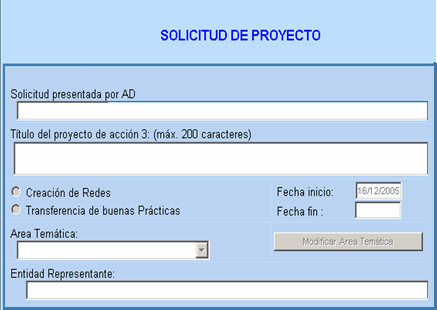 SOLICITUD DE PROYECTO
Solicitud presentada por AD
Título del proyecto de acción 3: (máx. 200 caracteres)
Creación de Redes
Fecha inicio: 16/12/2005
Transferencia de buenas Prácticas
Fecha fin :
Area Temática:
Modificar Area Temática
Entidad Representante: